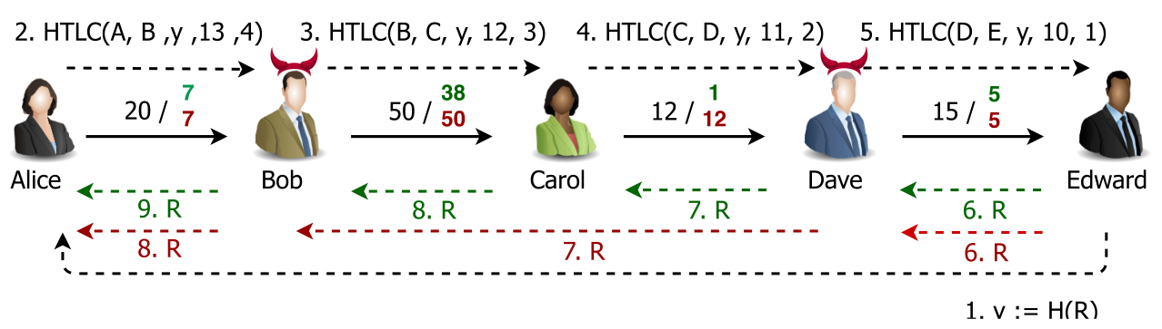 2. HTLC(A, B ,y ,13 ,4) 3. HTLC(B, C, y, 12, 3) 4. HTLC(C, D, y, 11, 2) 5. HTLC(D, E, y, 10, 1)
20 / 7 7 50 / 38 50 12 / 1 12 15 / 5 5
Alice Bob Carol Dave Edward
9. R 8. R 7. R 6. R
8. R 7. R 6. R
1. y := H(R)